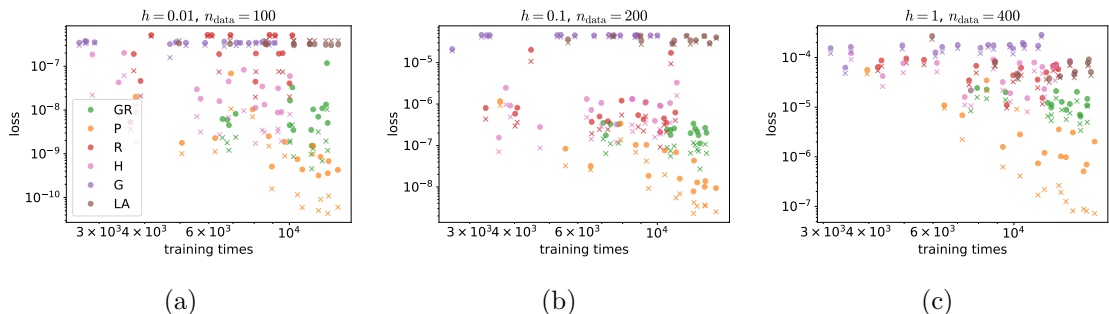 h = 0.01, n_data = 100
10^−7
10^−8
10^−9
10^−10
loss
GR
P
R
H
G
LA
3 × 10^3 4 × 10^3 6 × 10^3 10^4
training times
(a)
h = 0.1, n_data = 200
10^−5
10^−6
10^−7
10^−8
loss
3 × 10^3 4 × 10^3 6 × 10^3 10^4
training times
(b)
h = 1, n_data = 400
10^−4
10^−5
10^−6
10^−7
loss
3 × 10^3 4 × 10^3 6 × 10^3 10^4
training times
(c)